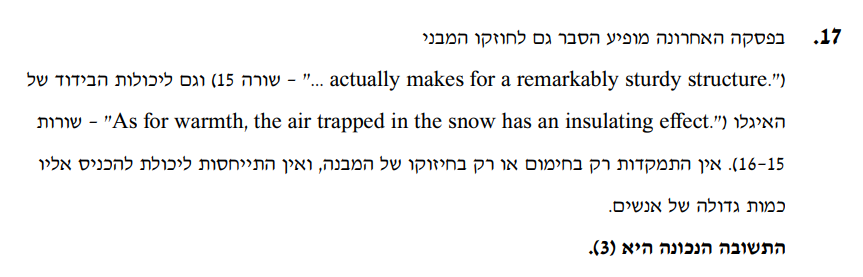 17. בפסקה האחרונה מופיע הסבר גם לחוזקו המבני
("... actually makes for a remarkably sturdy structure." – שורה 15) וגם ליכולות הבידוד של
האיגלו ("As for warmth, the air trapped in the snow has an insulating effect." – שורות
15–16). אין התמקדות רק בחימום או רק בחיזוקו של המבנה, ואין התייחסות ליכולת להכניס אליו
כמות גדולה של אנשים.
התשובה הנכונה היא (3).